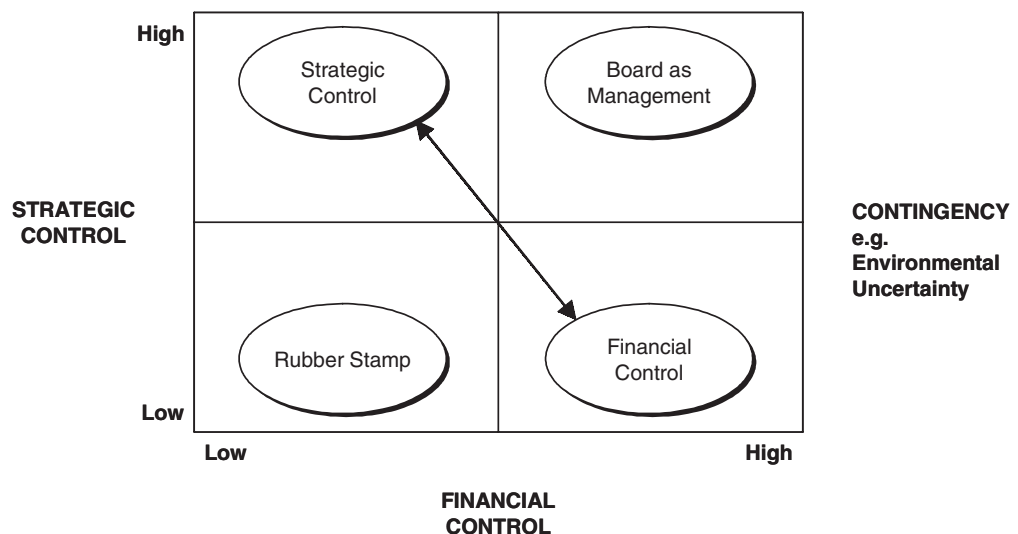 High
Strategic
Control
Board as
Management
STRATEGIC
CONTROL
CONTINGENCY
e.g.
Environmental
Uncertainty
Rubber Stamp
Financial
Control
Low
Low
High
FINANCIAL
CONTROL